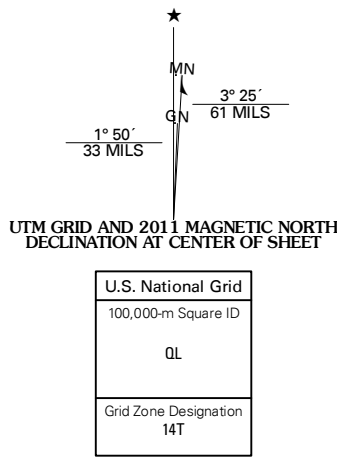 MN
3° 25´
61 MILS
GN
1° 50´
33 MILS
UTM GRID AND 2011 MAGNETIC NORTH
DECLINATION AT CENTER OF SHEET
U.S. National Grid
100,000-m Square ID
QL
Grid Zone Designation
14T